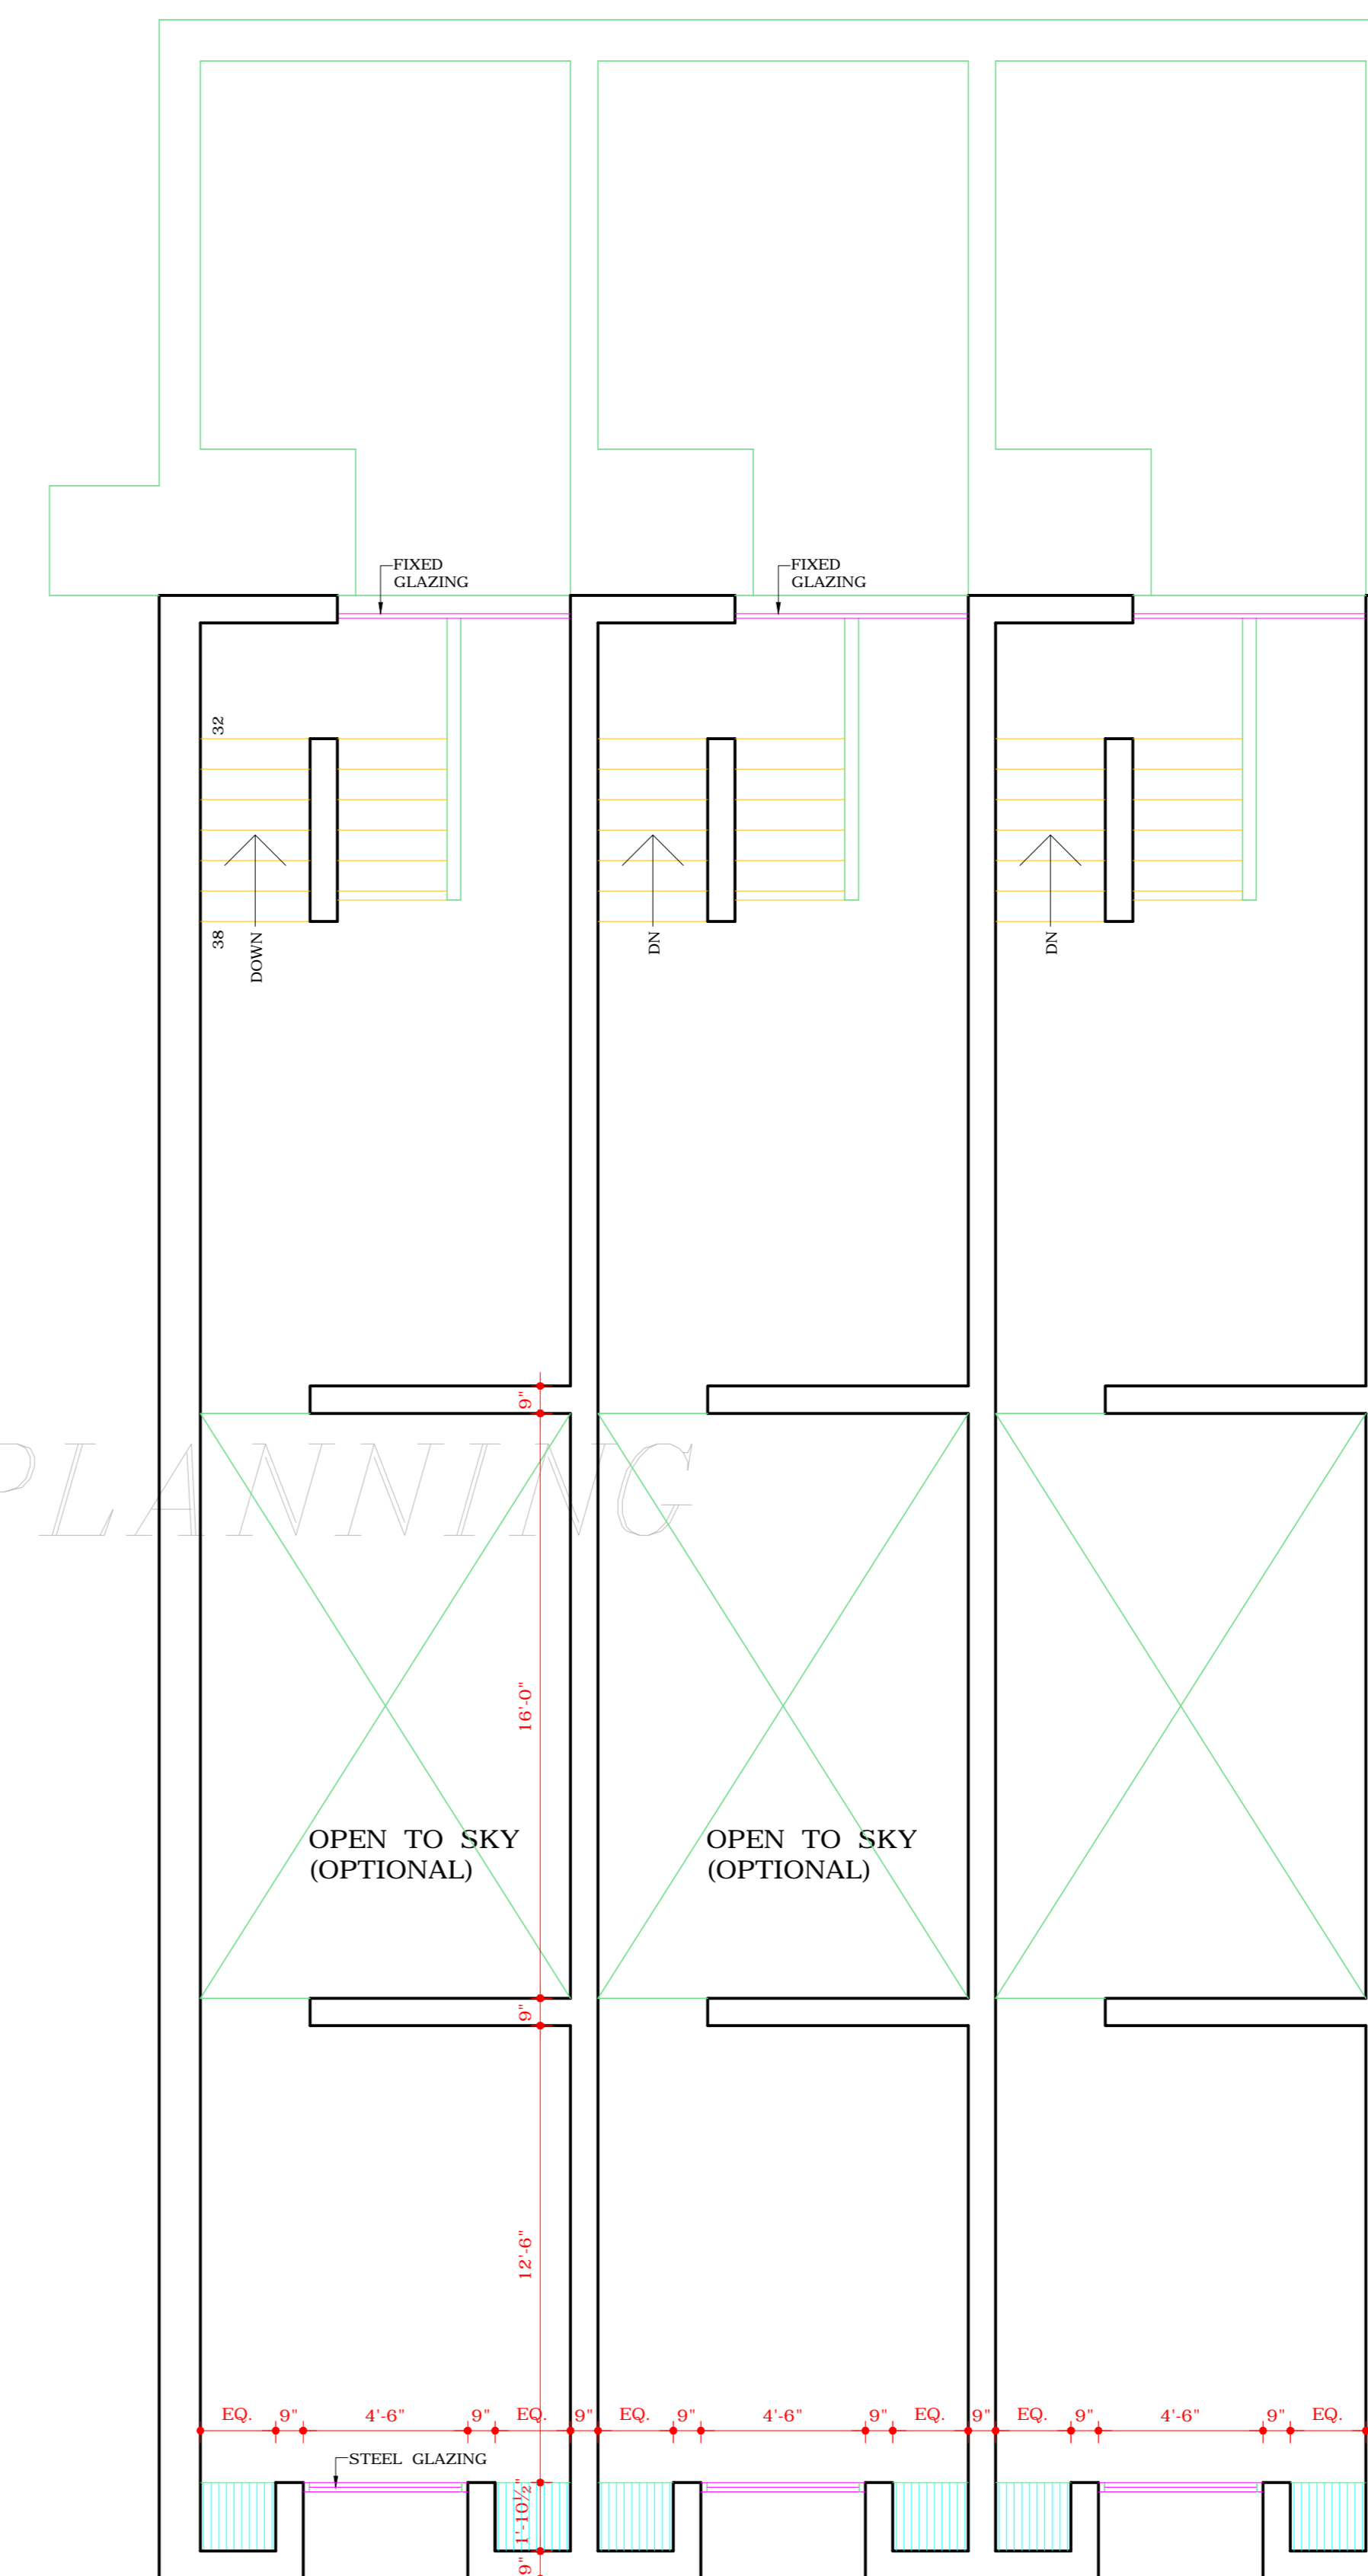 FIXED
GLAZING
FIXED
GLAZING
32
38
DOWN
DN
DN
9"
PLANNING
16'-0"
OPEN TO SKY
(OPTIONAL)
OPEN TO SKY
(OPTIONAL)
9"
12'-6"
EQ. 9" 4'-6" 9" EQ. 9" EQ. 9" 4'-6" 9" EQ. 9" EQ. 9" 4'-6" 9" EQ.
STEEL GLAZING
1'-10½"
9"